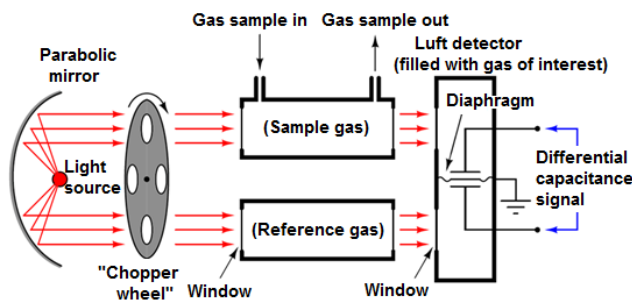 Gas sample in
Gas sample out
Parabolic
mirror
Luft detector
(filled with gas of interest)
Diaphragm
(Sample gas)
Light
source
Differential
capacitance
signal
(Reference gas)
"Chopper
wheel"
Window
Window